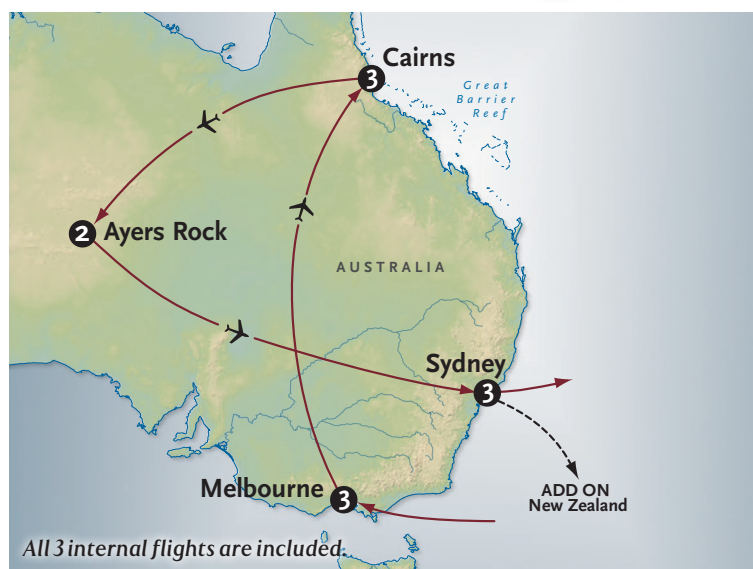 Cairns
3
Great
Barrier
Reef
2
Ayers Rock
AUSTRALIA
Sydney
3
Melbourne
3
ADD ON
New Zealand
All 3 internal flights are included.